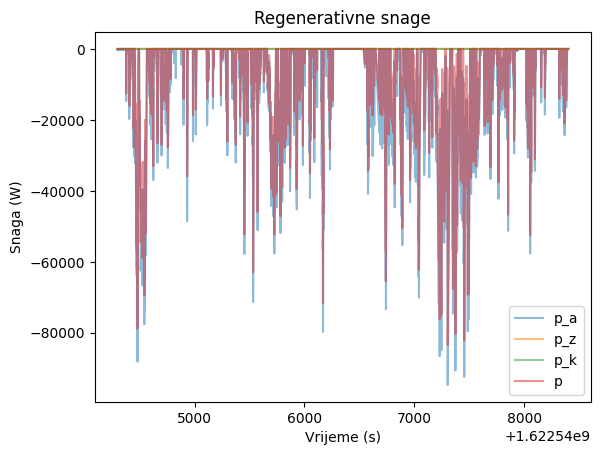 Regenerativne snage
Snaga (W)
0
−20000
−40000
−60000
−80000
p_a
p_z
p_k
p
5000
6000
7000
8000
Vrijeme (s)
+1.62254e9